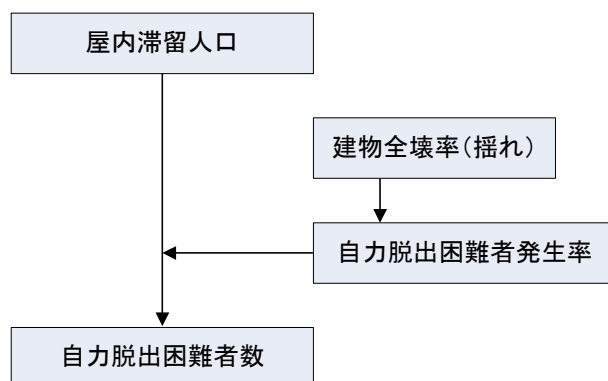 屋内滞留人口
建物全壊率(揺れ)
自力脱出困難者発生率
自力脱出困難者数